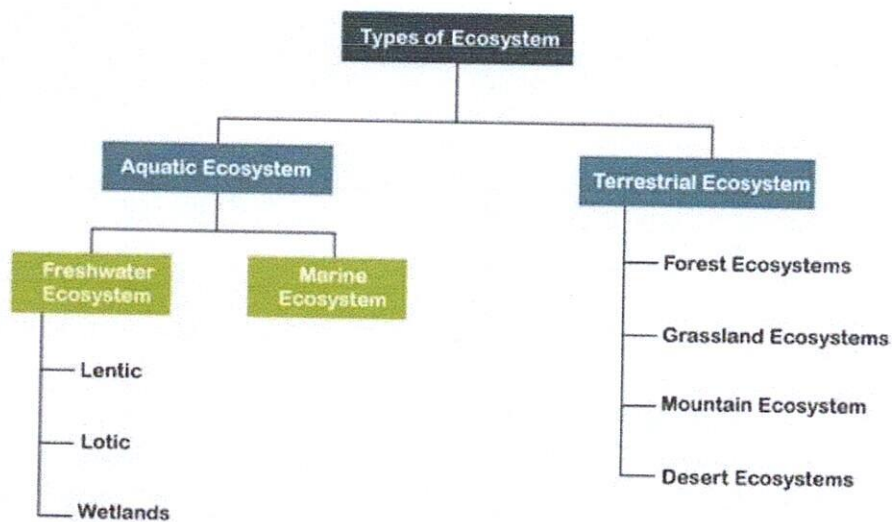 Types of Ecosystem
Aquatic Ecosystem
Terrestrial Ecosystem
Freshwater
Ecosystem
Marine
Ecosystem
Lentic
Lotic
Wetlands
Forest Ecosystems
Grassland Ecosystems
Mountain Ecosystem
Desert Ecosystems